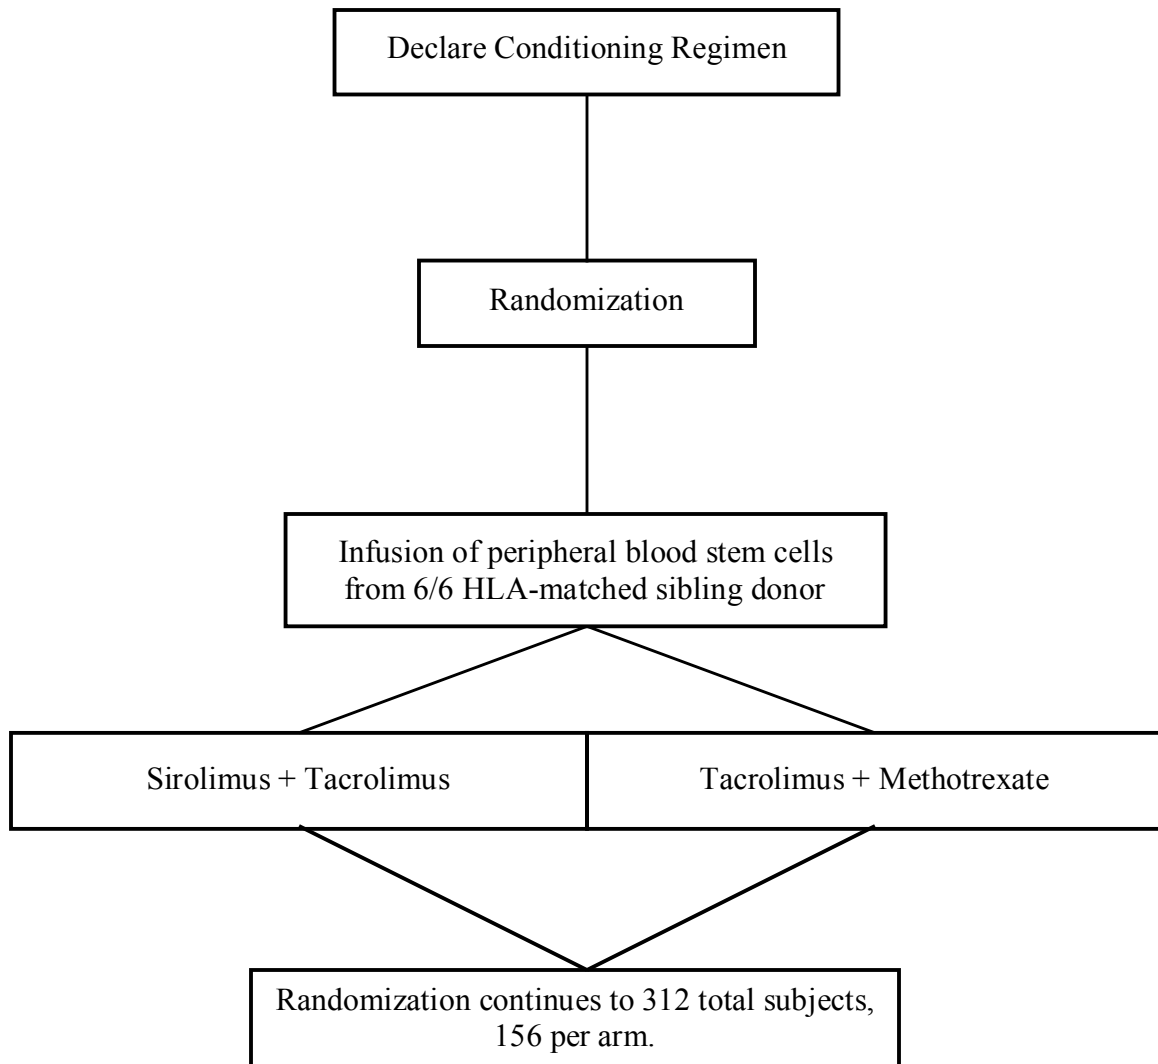 Declare Conditioning Regimen
Randomization
Infusion of peripheral blood stem cells
from 6/6 HLA-matched sibling donor
Sirolimus + Tacrolimus
Tacrolimus + Methotrexate
Randomization continues to 312 total subjects,
156 per arm.